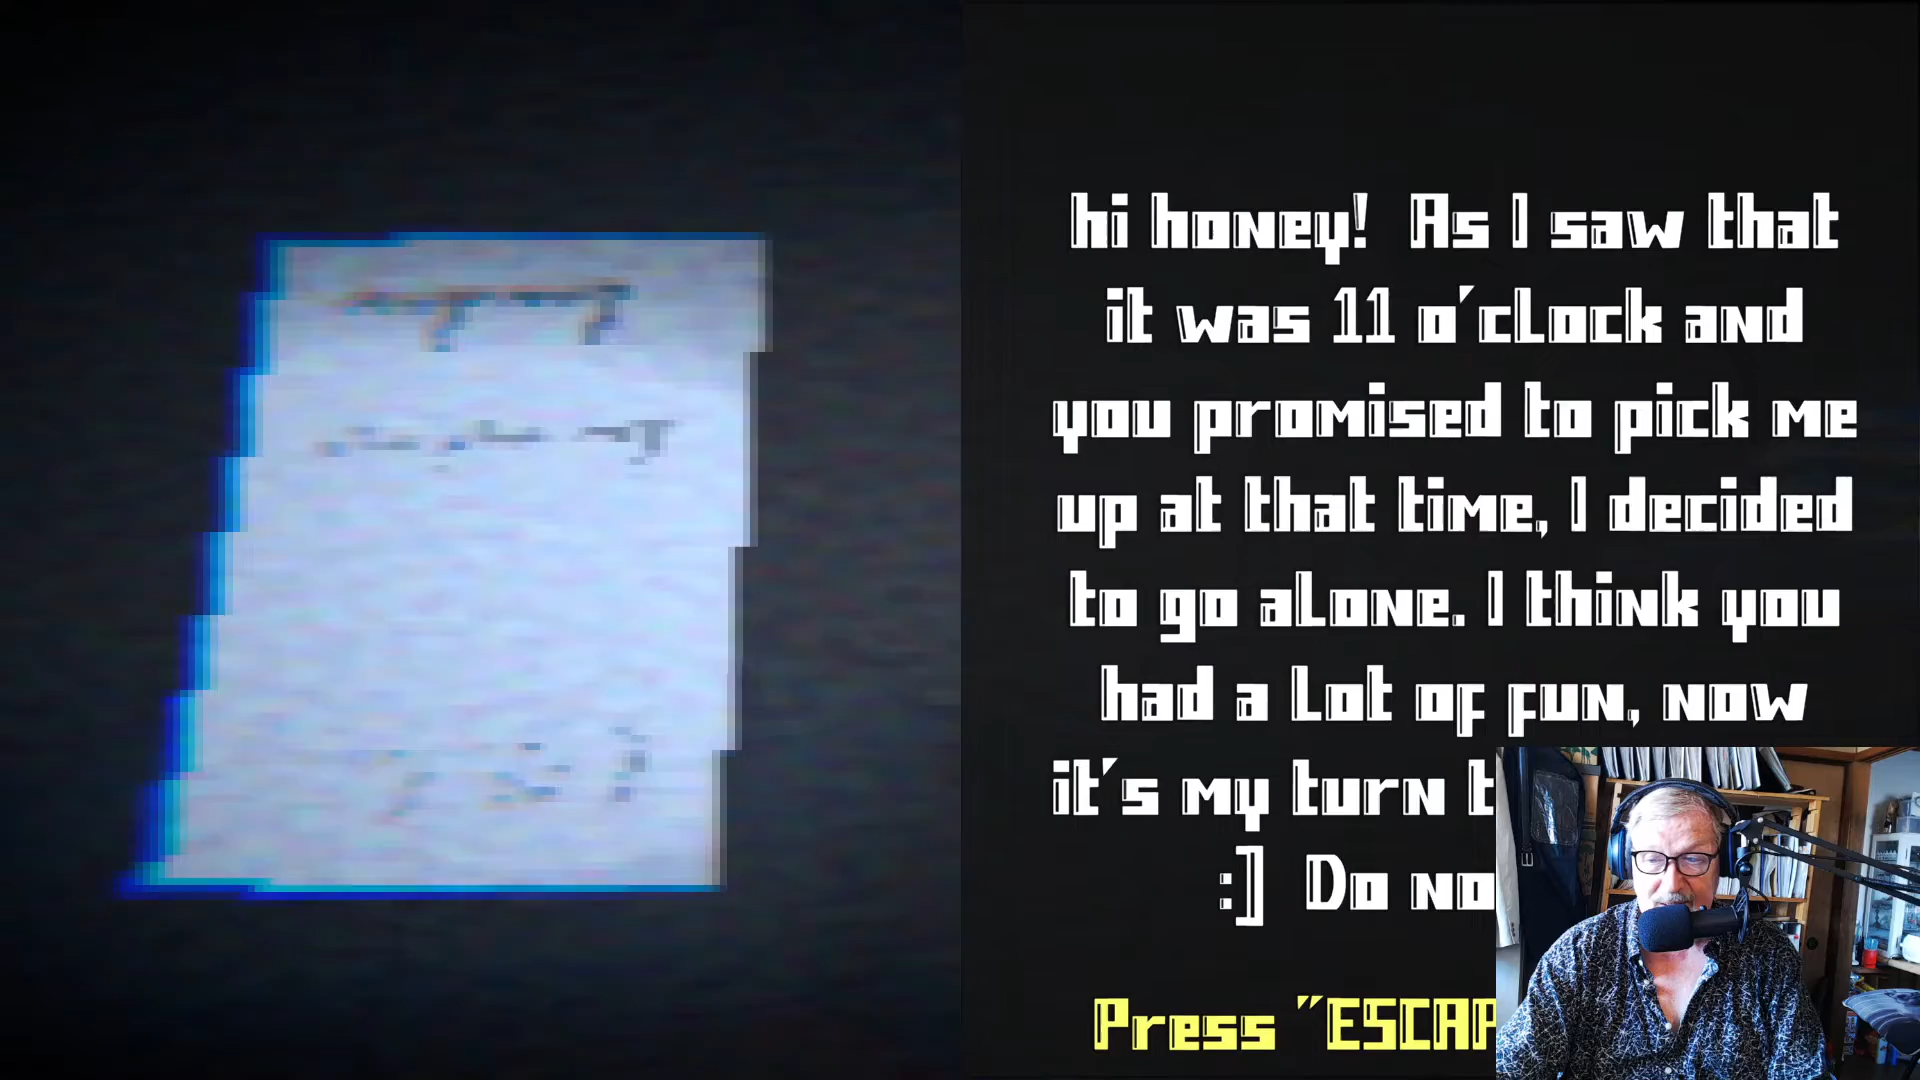 hi honey! As I saw that
it was 11 o'clock and
you promised to pick me
up at that time, I decided
to go alone. I think you
had a lot of fun, now
it's my turn
:] Do
Press "